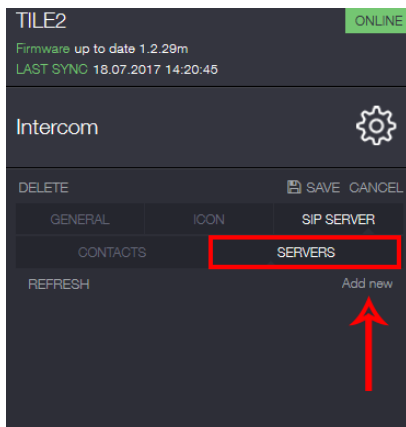 TILE2 ONLINE
Firmware up to date 1.2.29m
LAST SYNC 18.07.2017 14:20:45
Intercom
DELETE SAVE CANCEL
GENERAL ICON SIP SERVER
CONTACTS SERVERS
REFRESH Add new